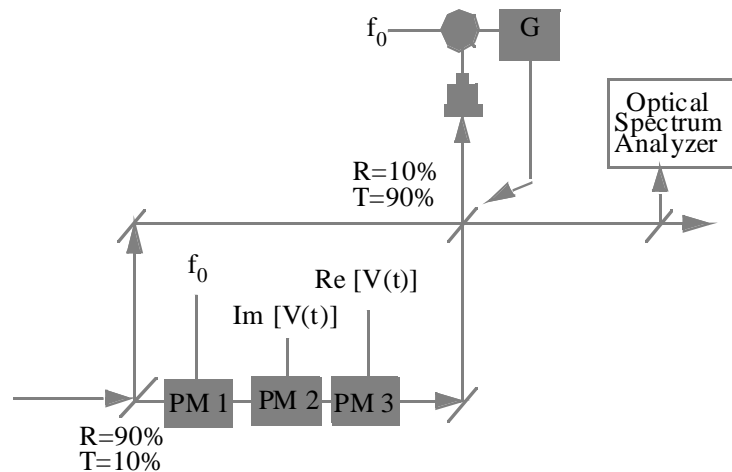 f0
G
Optical
Spectrum
Analyzer
R=10%
T=90%
f0
Re [V(t)]
Im [V(t)]
PM 1
PM 2
PM 3
R=90%
T=10%